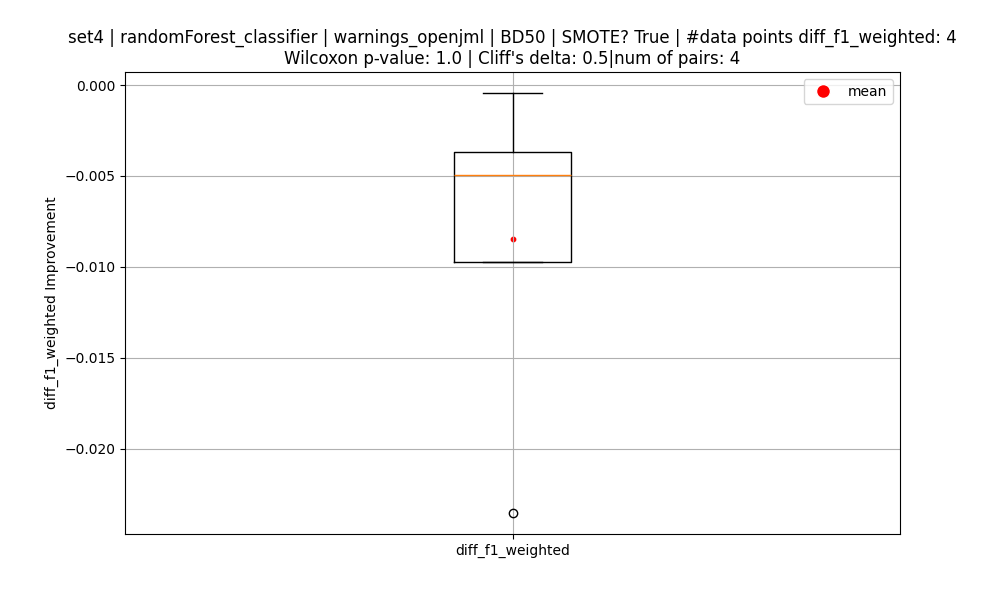 set4 | randomForest_classifier | warnings_openjml | BD50 | SMOTE? True | #data points diff_f1_weighted: 4
Wilcoxon p-value: 1.0 | Cliff's delta: 0.5|num of pairs: 4
mean
0.000
−0.005
−0.010
−0.015
−0.020
diff_f1_weighted Improvement
diff_f1_weighted